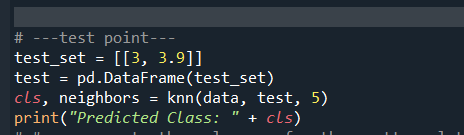 # ---test point---
test_set = [[3, 3.9]]
test = pd.DataFrame(test_set)
cls, neighbors = knn(data, test, 5)
print("Predicted Class: " + cls)